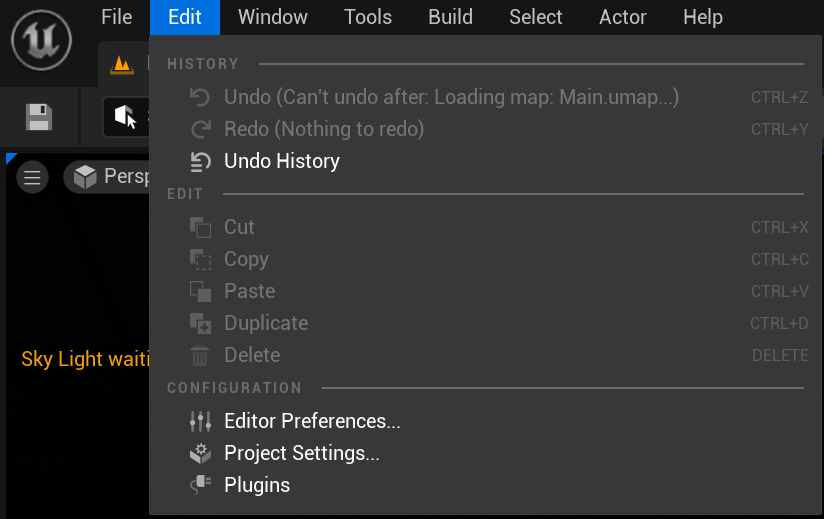 File Edit Window Tools Build Select Actor Help
HISTORY
Undo (Can't undo after: Loading map: Main.umap...) CTRL+Z
Redo (Nothing to redo) CTRL+Y
Undo History
Persp
EDIT
Cut CTRL+X
Copy CTRL+C
Paste CTRL+V
Duplicate CTRL+D
Sky Light waiti
Delete DELETE
CONFIGURATION
Editor Preferences...
Project Settings...
Plugins